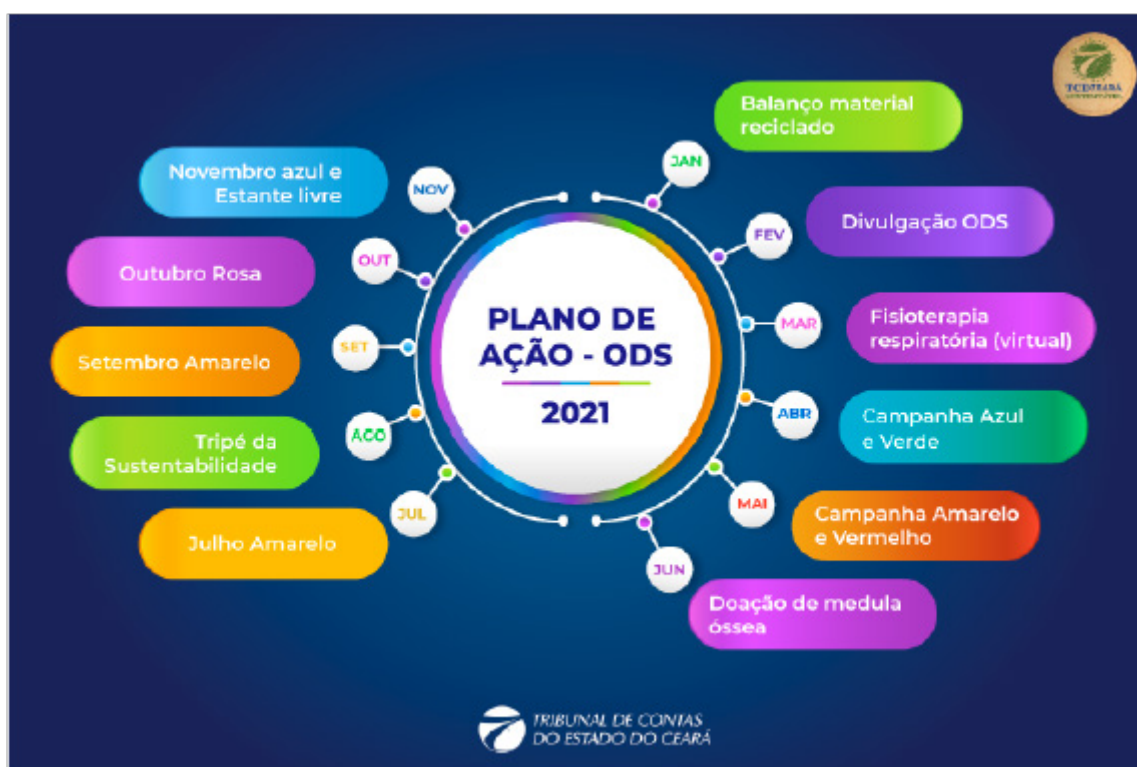 PLANO DE
AÇÃO - ODS
2021
JAN
Balanço material
reciclado
FEV
Divulgação ODS
MAR
Fisioterapia
respiratória (virtual)
ABR
Campanha Azul
e Verde
MAI
Campanha Amarelo
e Vermelho
JUN
Doação de medula
óssea
JUL
Julho Amarelo
AGO
Tripé da
Sustentabilidade
SET
Setembro Amarelo
OUT
Outubro Rosa
NOV
Novembro azul e
Estante livre
TRIBUNAL DE CONTAS
DO ESTADO DO CEARÁ